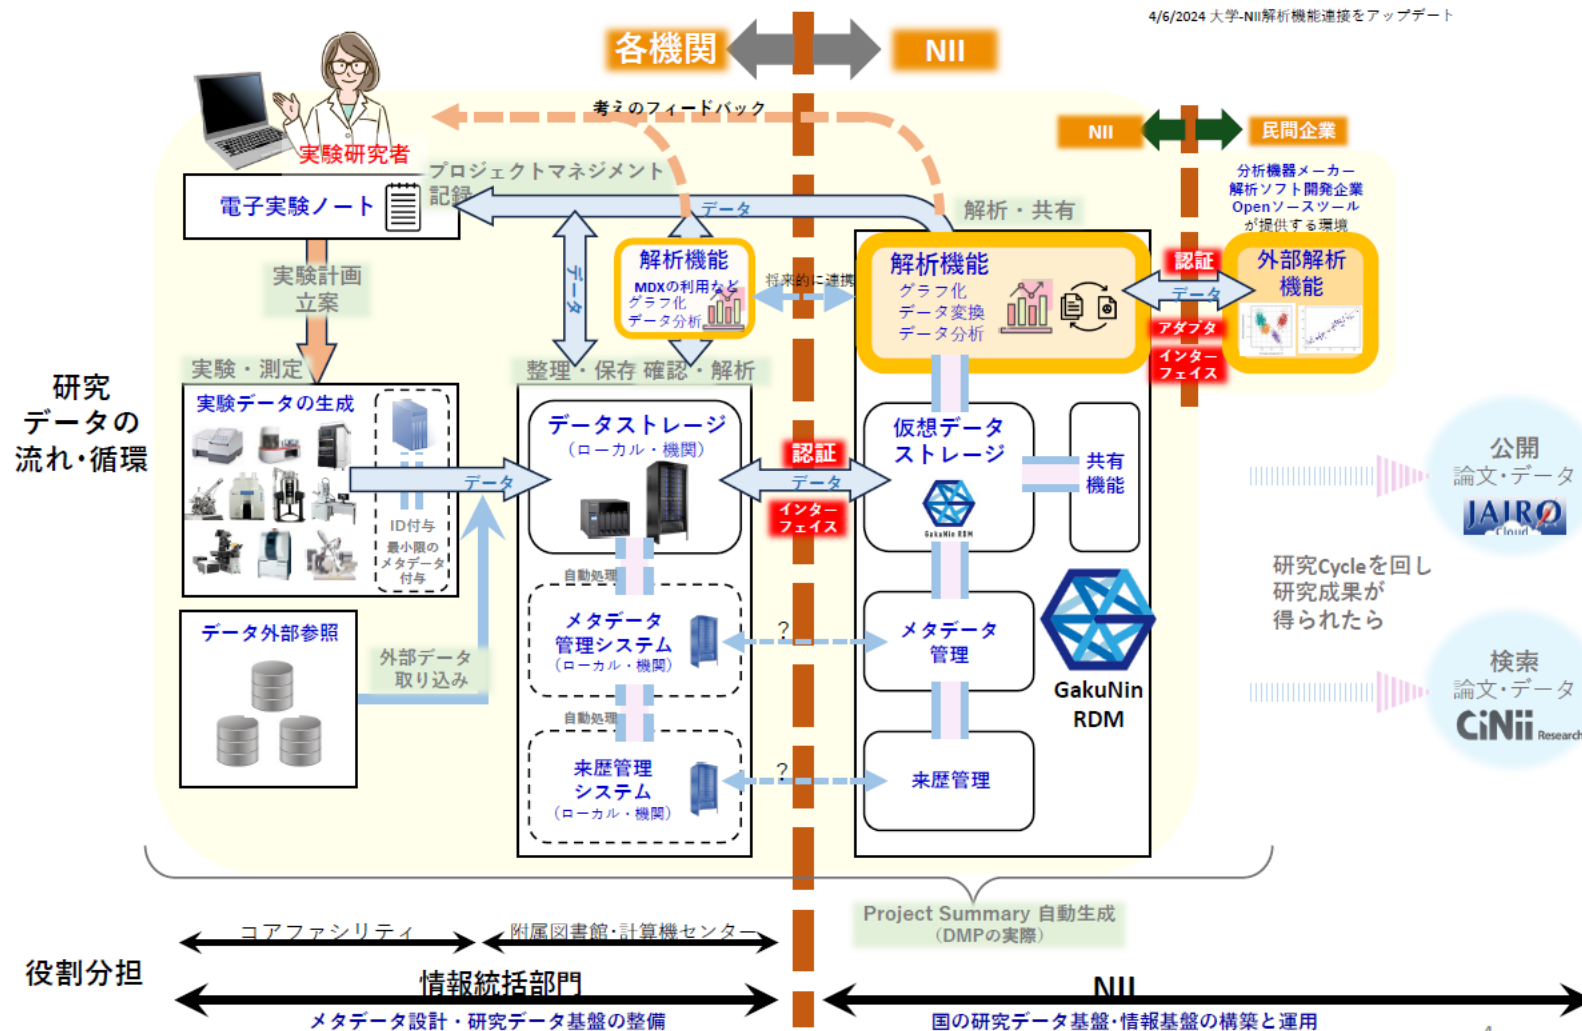 4/6/2024 大学-NII解析機能連接をアップデート
各機関
NII
考えのフィードバック
実験研究者
NII
民間企業
分析機器メーカー
解析ソフト開発企業
Openソースツール
が提供する環境
プロジェクトマネジメント
記録
電子実験ノート
データ
解析・共有
実験計画
立案
データ
解析機能
MDXの利用など
グラフ化
データ分析
将来的に連携
解析機能
グラフ化
データ変換
データ分析
認証
データ
アダプタ
インター
フェイス
外部解析
機能
研究
データの
流れ・循環
実験・測定
実験データの生成
ID付与
最小限の
メタデータ
付与
データ
整理・保存
確認・解析
データストレージ
（ローカル・機関）
認証
データ
インター
フェイス
仮想データ
ストレージ
GakuNin RDM
共有
機能
公開
論文・データ
JAIRO
Cloud
自動処理
データ外部参照
外部データ
取り込み
メタデータ
管理システム
（ローカル・機関）
?
メタデータ
管理
GakuNin
RDM
研究Cycleを回し
研究成果が
得られたら
検索
論文・データ
CiNii Research
自動処理
来歴管理
システム
（ローカル・機関）
?
来歴管理
Project Summary 自動生成
（DMPの実際）
役割分担
コアファシリティ
附属図書館・計算機センター
情報統括部門
メタデータ設計・研究データ基盤の整備
NII
国の研究データ基盤・情報基盤の構築と運用